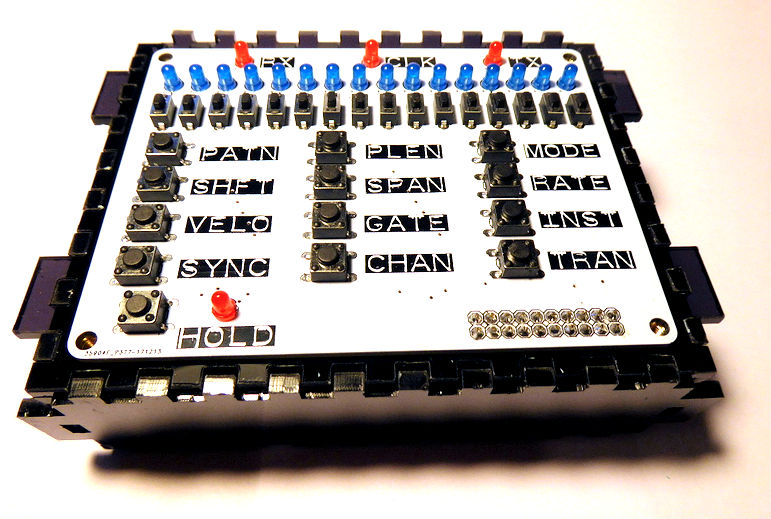 RX CLK TX
PATN PLEN MODE
SHFT SPAN RATE
VELO GATE INST
SYNC CHAN TRAN
HOLD